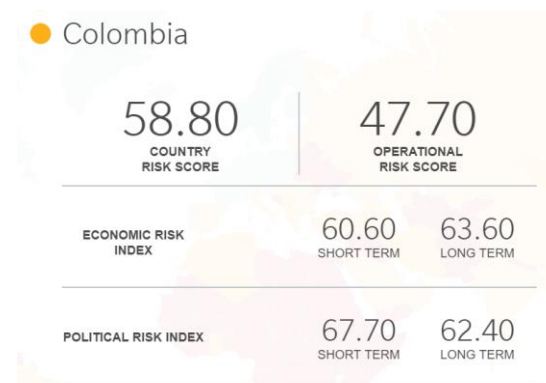 Colombia
58.80
COUNTRY
RISK SCORE
47.70
OPERATIONAL
RISK SCORE
ECONOMIC RISK
INDEX
60.60
SHORT TERM
63.60
LONG TERM
POLITICAL RISK INDEX
67.70
SHORT TERM
62.40
LONG TERM